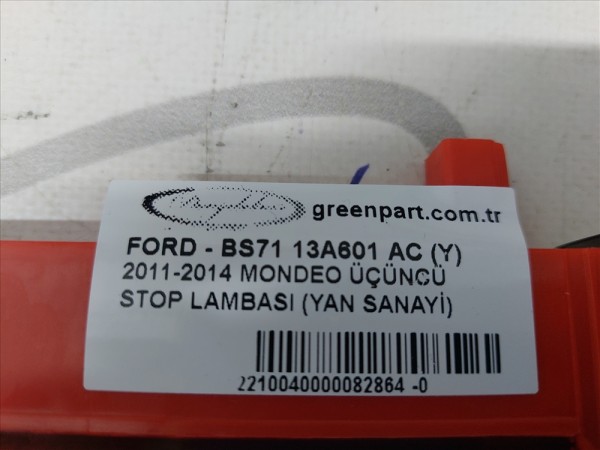 greenpart.com.tr
FORD - BS71 13A601 AC (Y)
2011-2014 MONDEO ÜÇÜNCÜ
STOP LAMBASI (YAN SANAYİ)
2210040000082864 -0